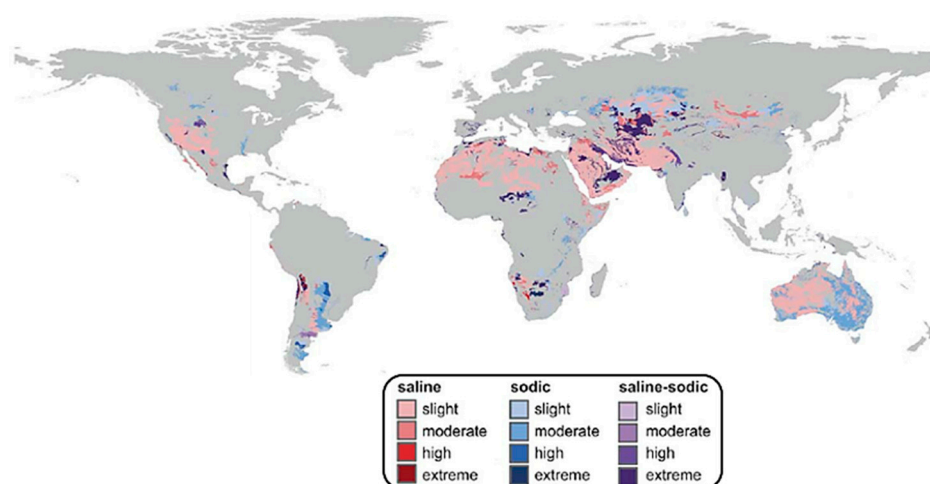 saline sodic saline-sodic
slight slight slight
moderate moderate moderate
high high high
extreme extreme extreme